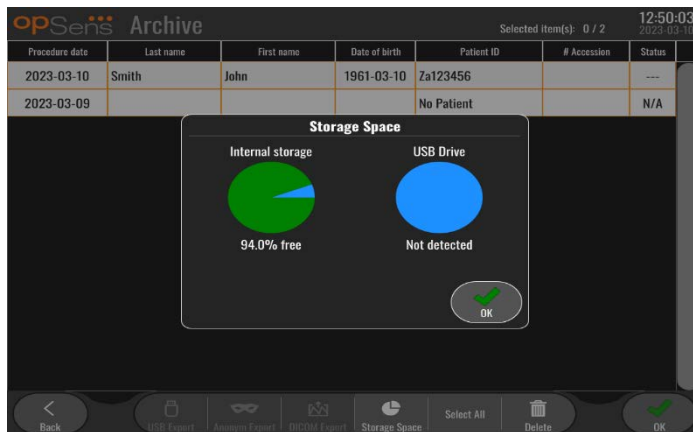 opSens Archive
Selected item(s): 0 / 2
12:50:03
2023-03-10
Procedure date Last name First name Date of birth Patient ID # Accession Status
2023-03-10 Smith John 1961-03-10 Za123456 ---
2023-03-09 No Patient N/A
Storage Space
Internal storage USB Drive
94.0% free Not detected
OK
Back USB Export Anonym Export DICOM Export Storage Space Select All Delete OK